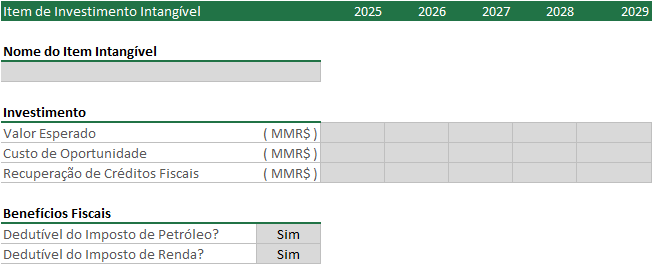 Item de Investimento Intangível 2025 2026 2027 2028 2029
Nome do Item Intangível
Investimento
Valor Esperado ( MMR$ )
Custo de Oportunidade ( MMR$ )
Recuperação de Créditos Fiscais ( MMR$ )
Benefícios Fiscais
Dedutível do Imposto de Petróleo? Sim
Dedutível do Imposto de Renda? Sim